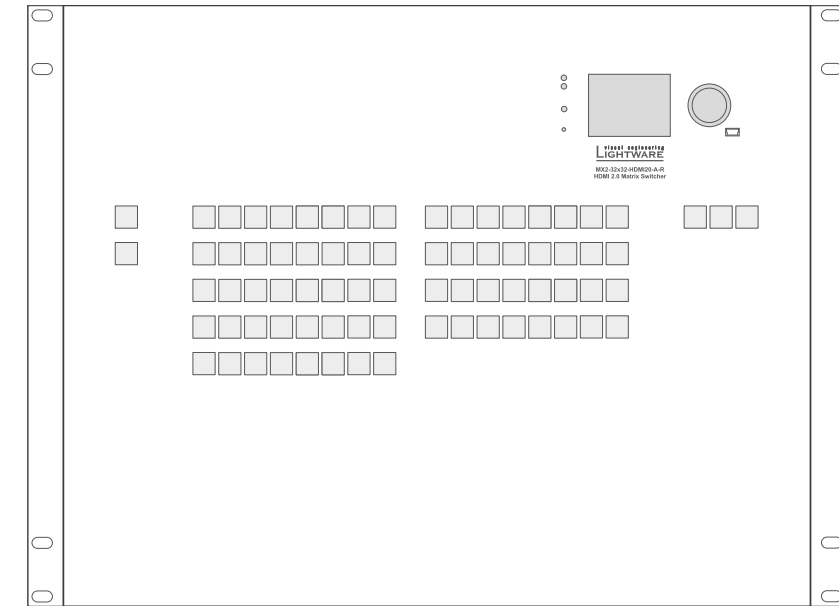 visual engineering
LIGHTWARE
MX2-32x32-HDMI20-A-R
HDMI 2.0 Matrix Switcher